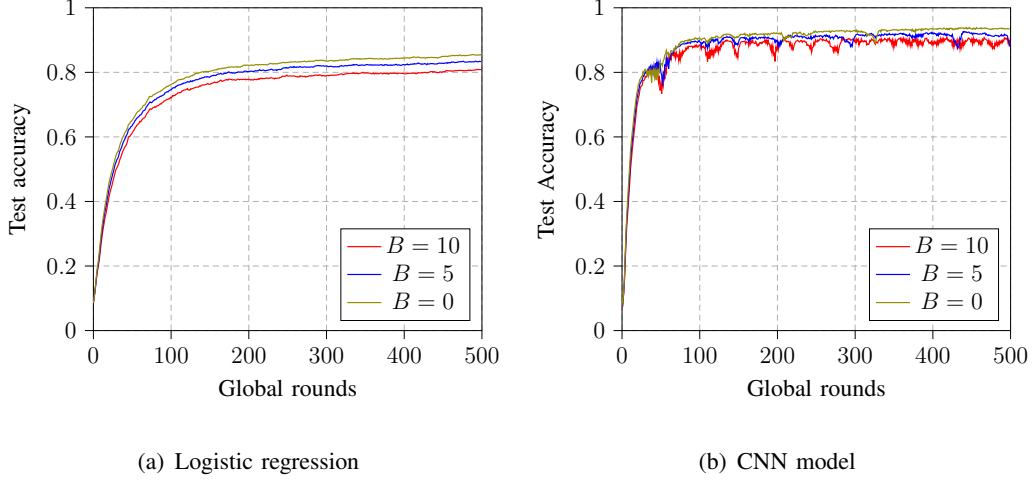 1
0.8
0.6
0.4
0.2
0
0 100 200 300 400 500
Test accuracy
Global rounds
B = 10
B = 5
B = 0
(a) Logistic regression
1
0.8
0.6
0.4
0.2
0
0 100 200 300 400 500
Test Accuracy
Global rounds
B = 10
B = 5
B = 0
(b) CNN model